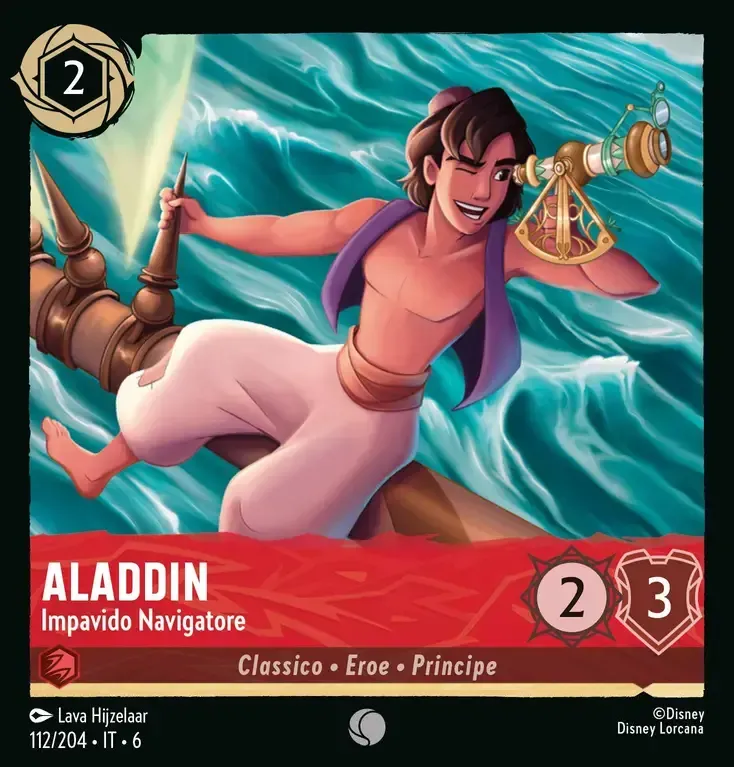 2
ALADDIN
Impavido Navigatore
2
3
Classico • Eroe • Principe
Lava Hijzelaar
©Disney
112/204 • IT • 6
Disney Lorcana